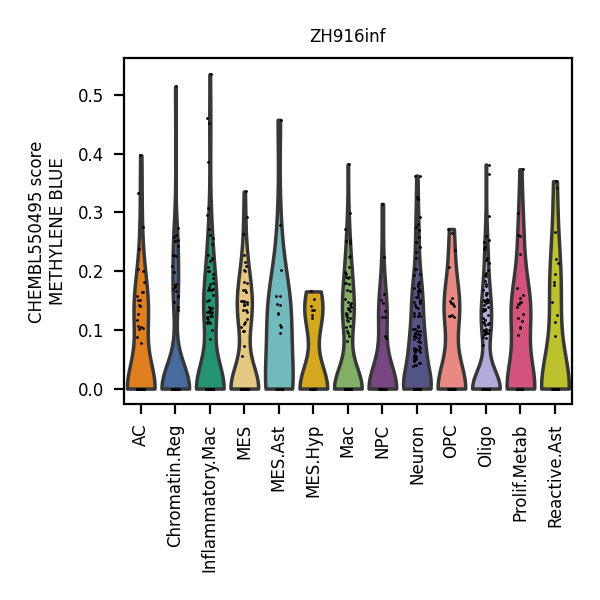 ZH916inf
CHEMBL550495 score
METHYLENE BLUE
0.5
0.4
0.3
0.2
0.1
0.0
AC
Chromatin.Reg
Inflammatory.Mac
MES
MES.Ast
MES.Hyp
Mac
NPC
Neuron
OPC
Oligo
Prolif.Metab
Reactive.Ast